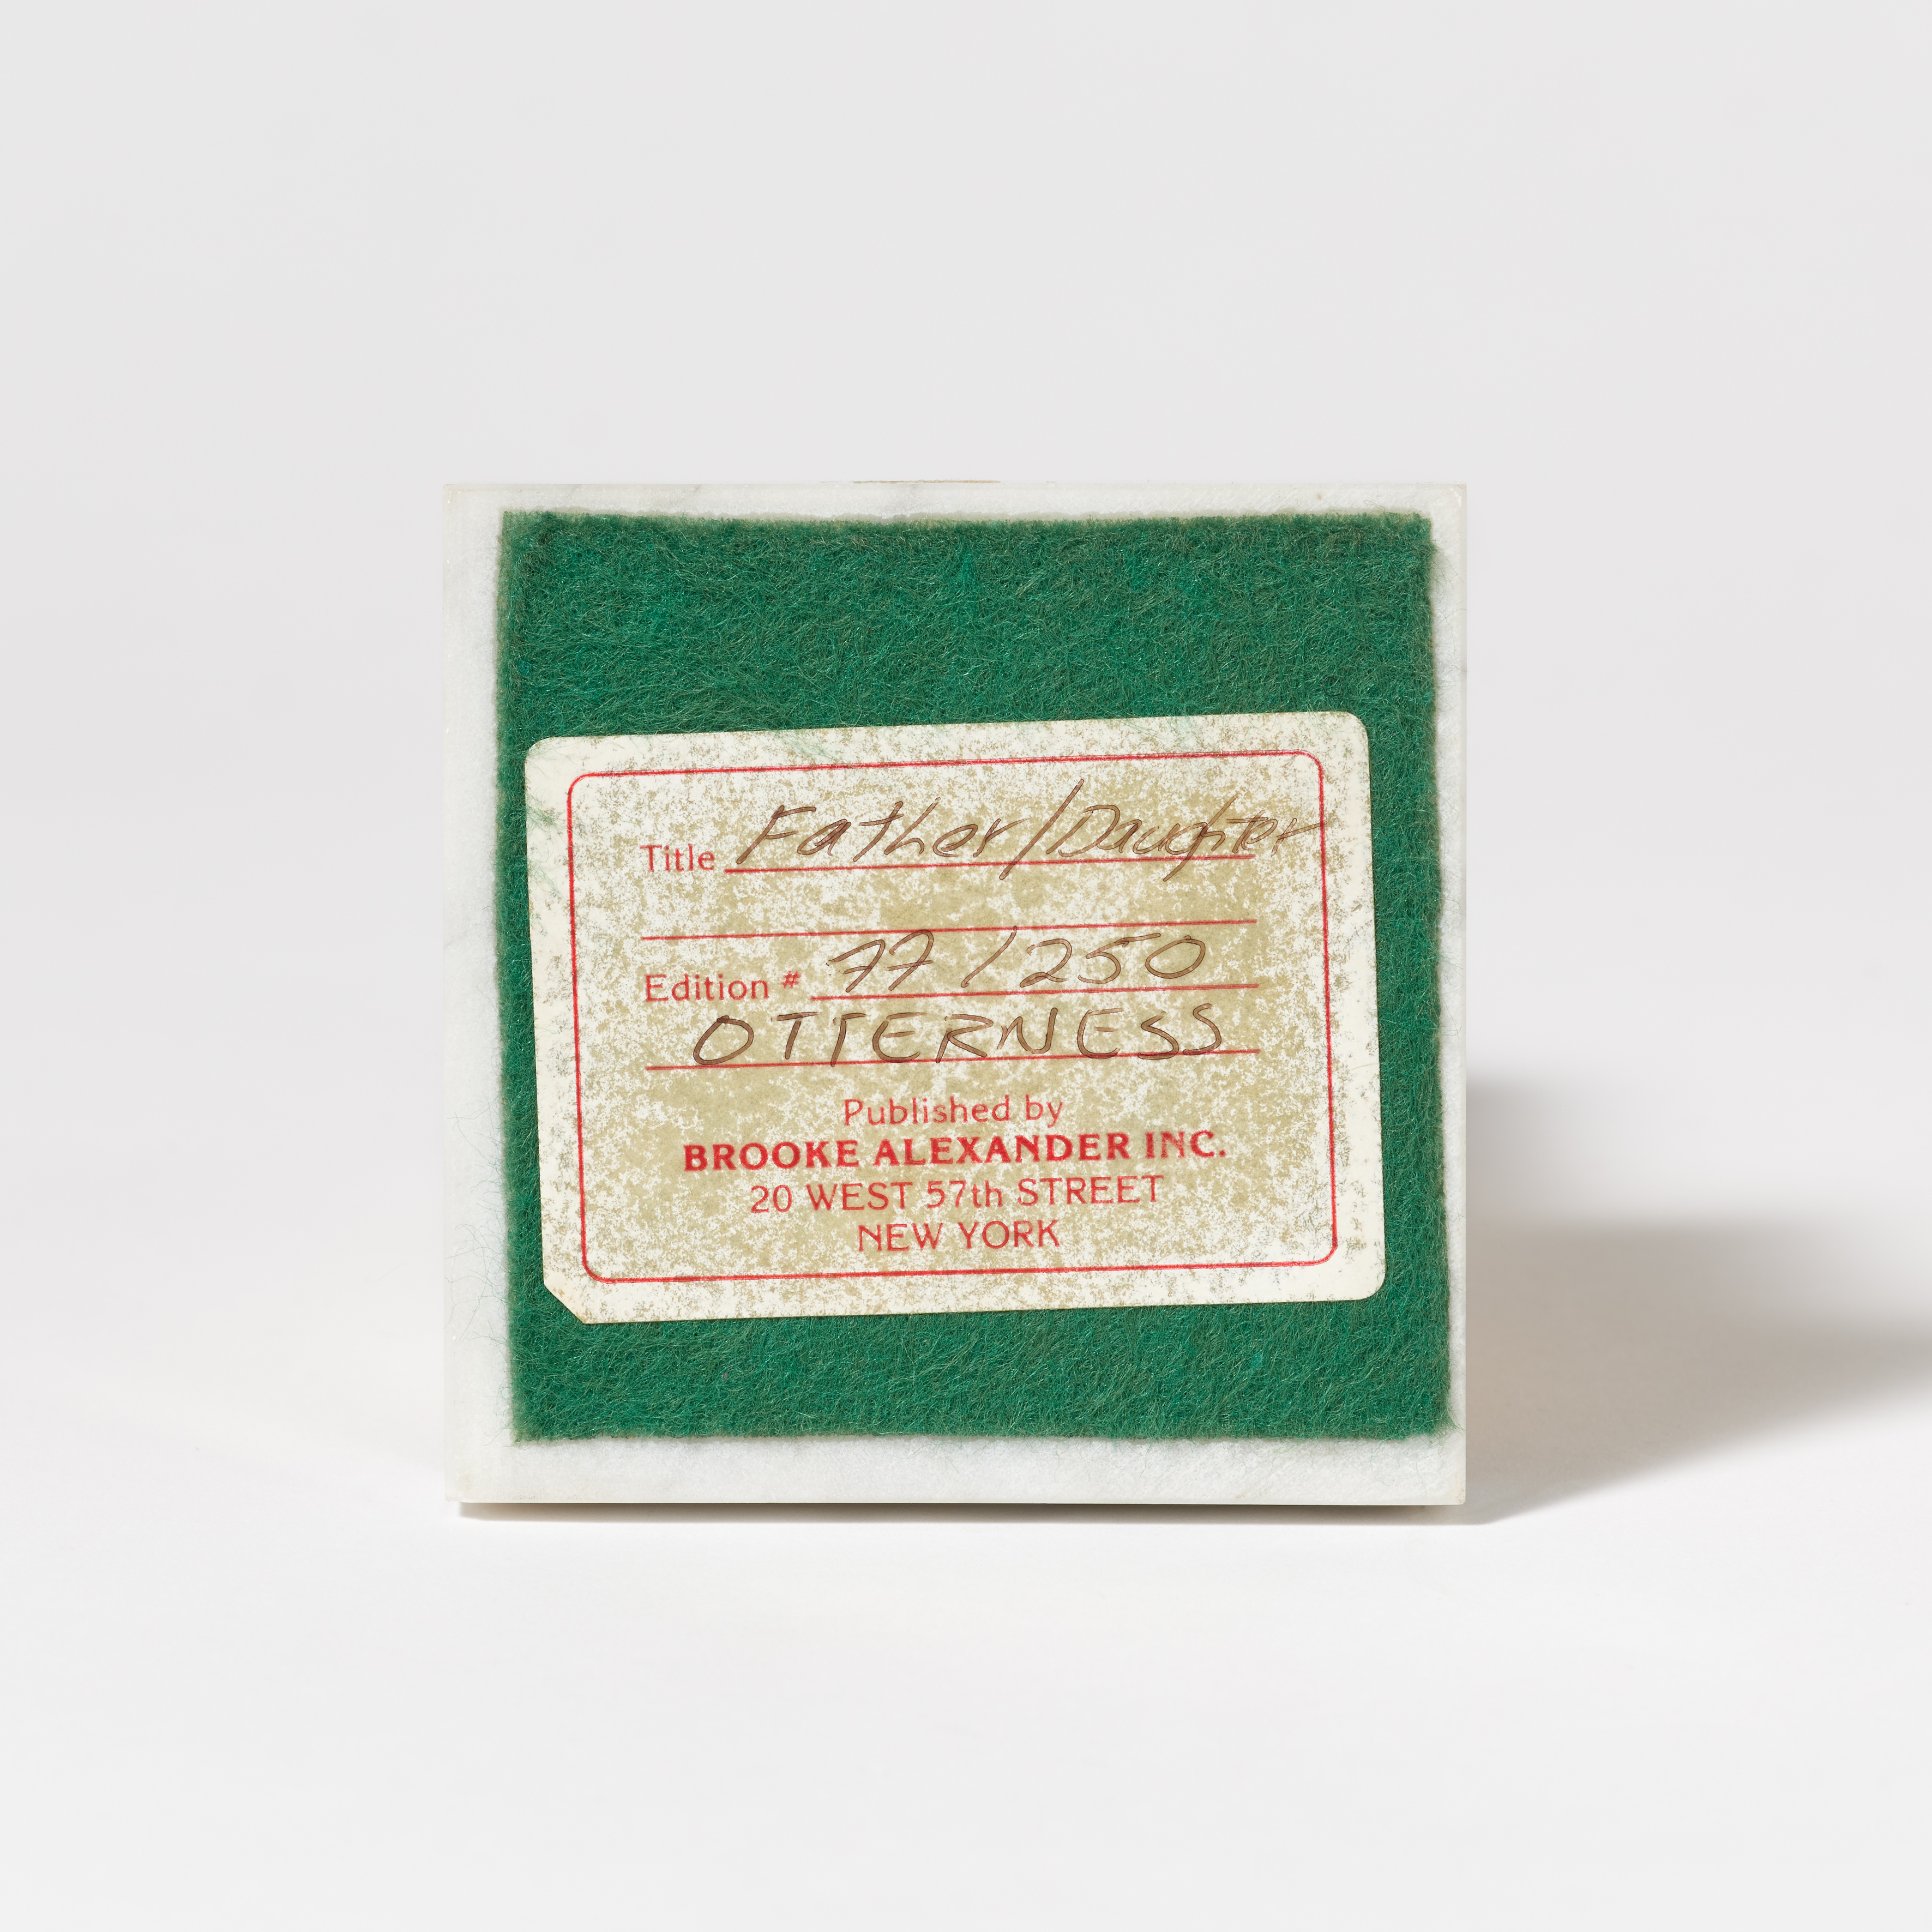 Title Father/Daughter
Edition # 77/250
OTTERNESS
Published by
BROOKE ALEXANDER INC.
20 WEST 57th STREET
NEW YORK